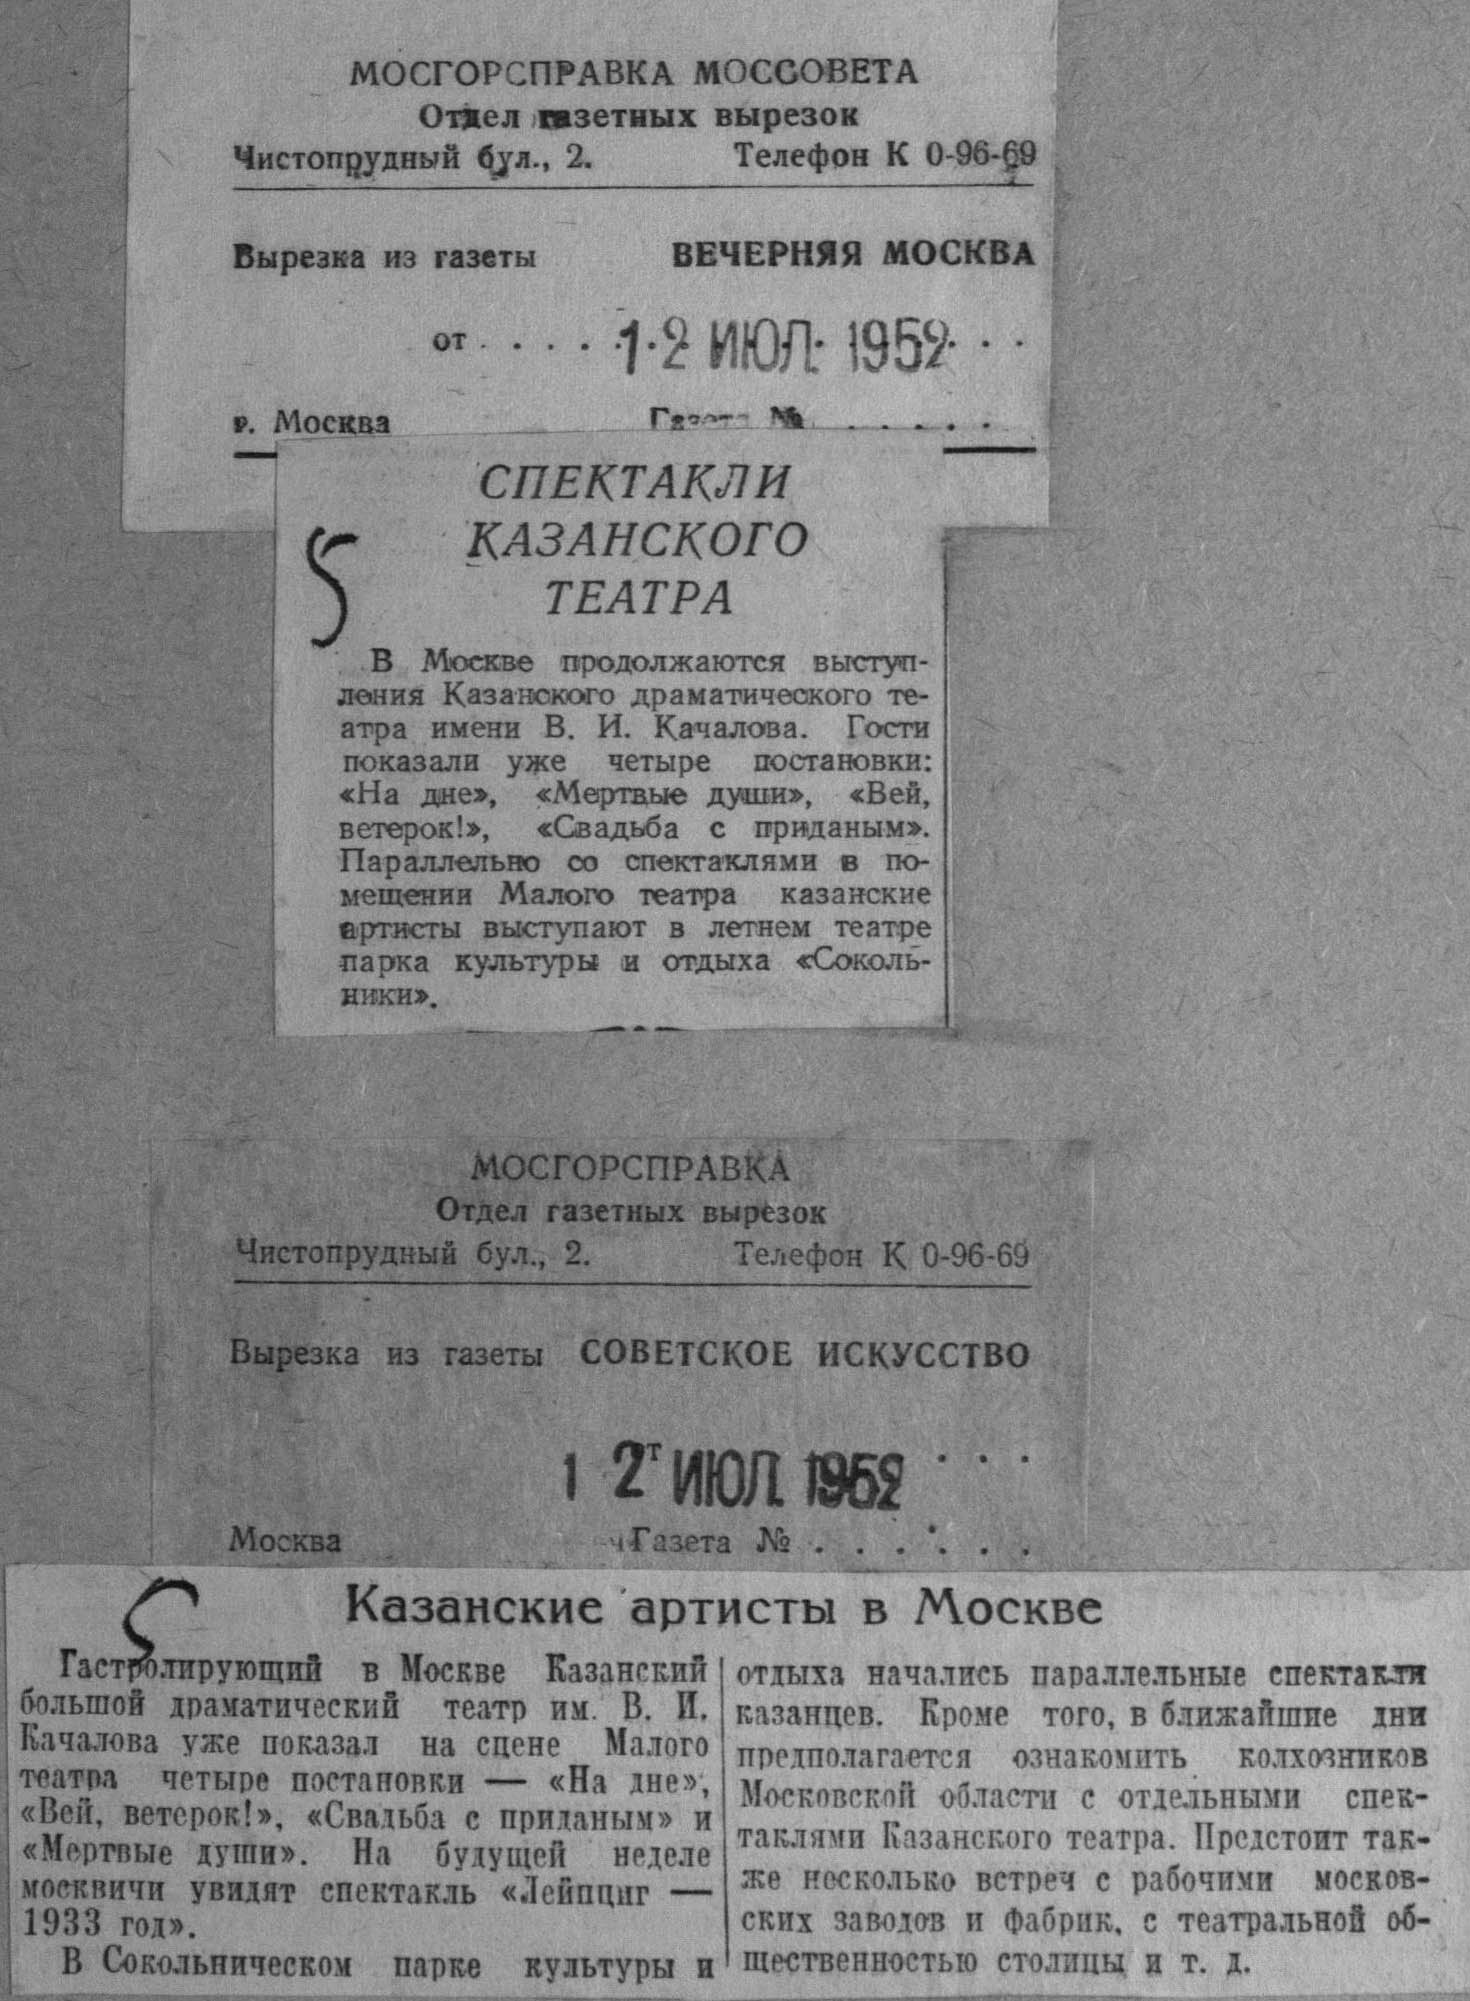 МОСГОРСПРАВКА МОССОВЕТА
Отдел газетных вырезок
Чистопрудный бул., 2. Телефон К 0-96-69
Вырезка из газеты ВЕЧЕРНЯЯ МОСКВА
от . . . . . 12 ИЮЛ. 1952 . . .
г. Москва Газета № . . . . .
СПЕКТАКЛИ
КАЗАНСКОГО
ТЕАТРА
5
В Москве продолжаются выступ-
ления Казанского драматического те-
атра имени В. И. Качалова. Гости
показали уже четыре постановки:
«На дне», «Мертвые души», «Вей,
ветерок!», «Свадьба с приданым».
Параллельно со спектаклями в по-
мещении Малого театра казанские
артисты выступают в летнем театре
парка культуры и отдыха «Соколь-
ники».
МОСГОРСПРАВКА
Отдел газетных вырезок
Чистопрудный бул., 2. Телефон К 0-96-69
Вырезка из газеты СОВЕТСКОЕ ИСКУССТВО
12 ИЮЛ 1952 . . .
Москва Газета № . . . . . .
5
Казанские артисты в Москве
Гастролирующий в Москве Казанский
большой драматический театр им. В. И.
Качалова уже показал на сцене Малого
театра четыре постановки — «На дне»,
«Вей, ветерок!», «Свадьба с приданым» и
«Мертвые души». На будущей неделе
москвичи увидят спектакль «Лейпциг —
1933 год».
В Сокольническом парке культуры и
отдыха начались параллельные спектакли
казанцев. Кроме того, в ближайшие дни
предполагается ознакомить колхозников
Московской области с отдельными спек-
таклями Казанского театра. Предстоит так-
же несколько встреч с рабочими москов-
ских заводов и фабрик, с театральной об-
щественностью столицы и т. д.